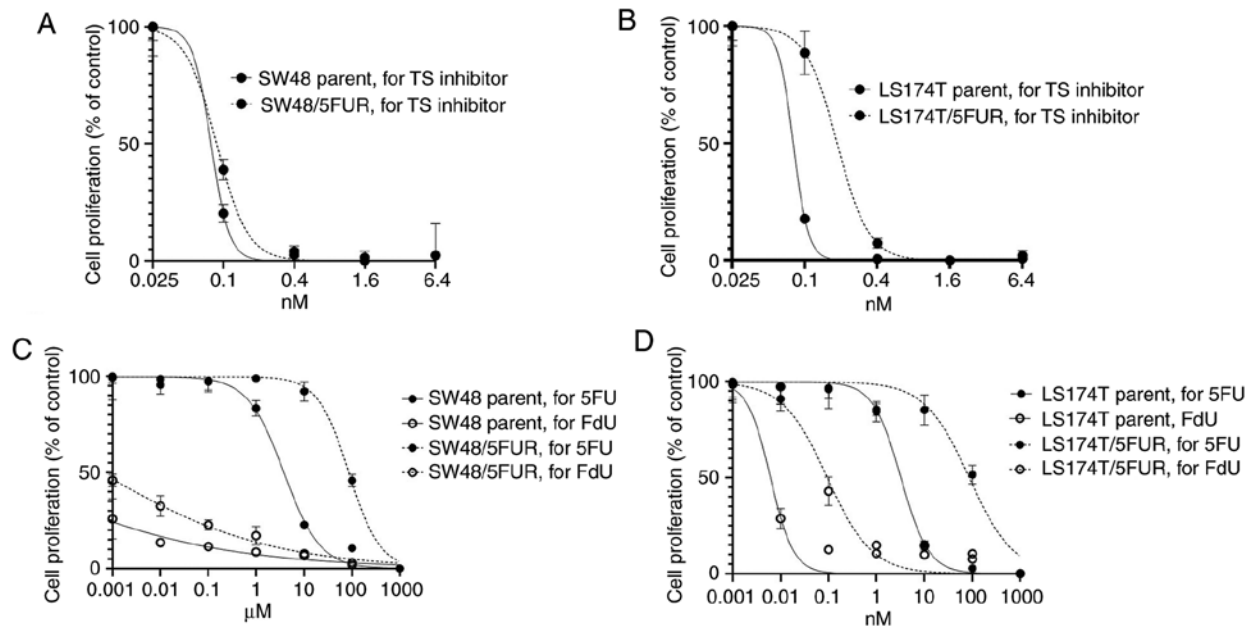 A
Cell proliferation (% of control)
100
50
0
0.025 0.1 0.4 1.6 6.4
nM
SW48 parent, for TS inhibitor
SW48/5FUR, for TS inhibitor
B
Cell proliferation (% of control)
100
50
0
0.025 0.1 0.4 1.6 6.4
nM
LS174T parent, for TS inhibitor
LS174T/5FUR, for TS inhibitor
C
Cell proliferation (% of control)
100
50
0
0.001 0.01 0.1 1 10 100 1000
μM
SW48 parent, for 5FU
SW48 parent, for FdU
SW48/5FUR, for 5FU
SW48/5FUR, for FdU
D
Cell proliferation (% of control)
100
50
0
0.001 0.01 0.1 1 10 100 1000
nM
LS174T parent, for 5FU
LS174T parent, FdU
LS174T/5FUR, for 5FU
LS174T/5FUR, for FdU